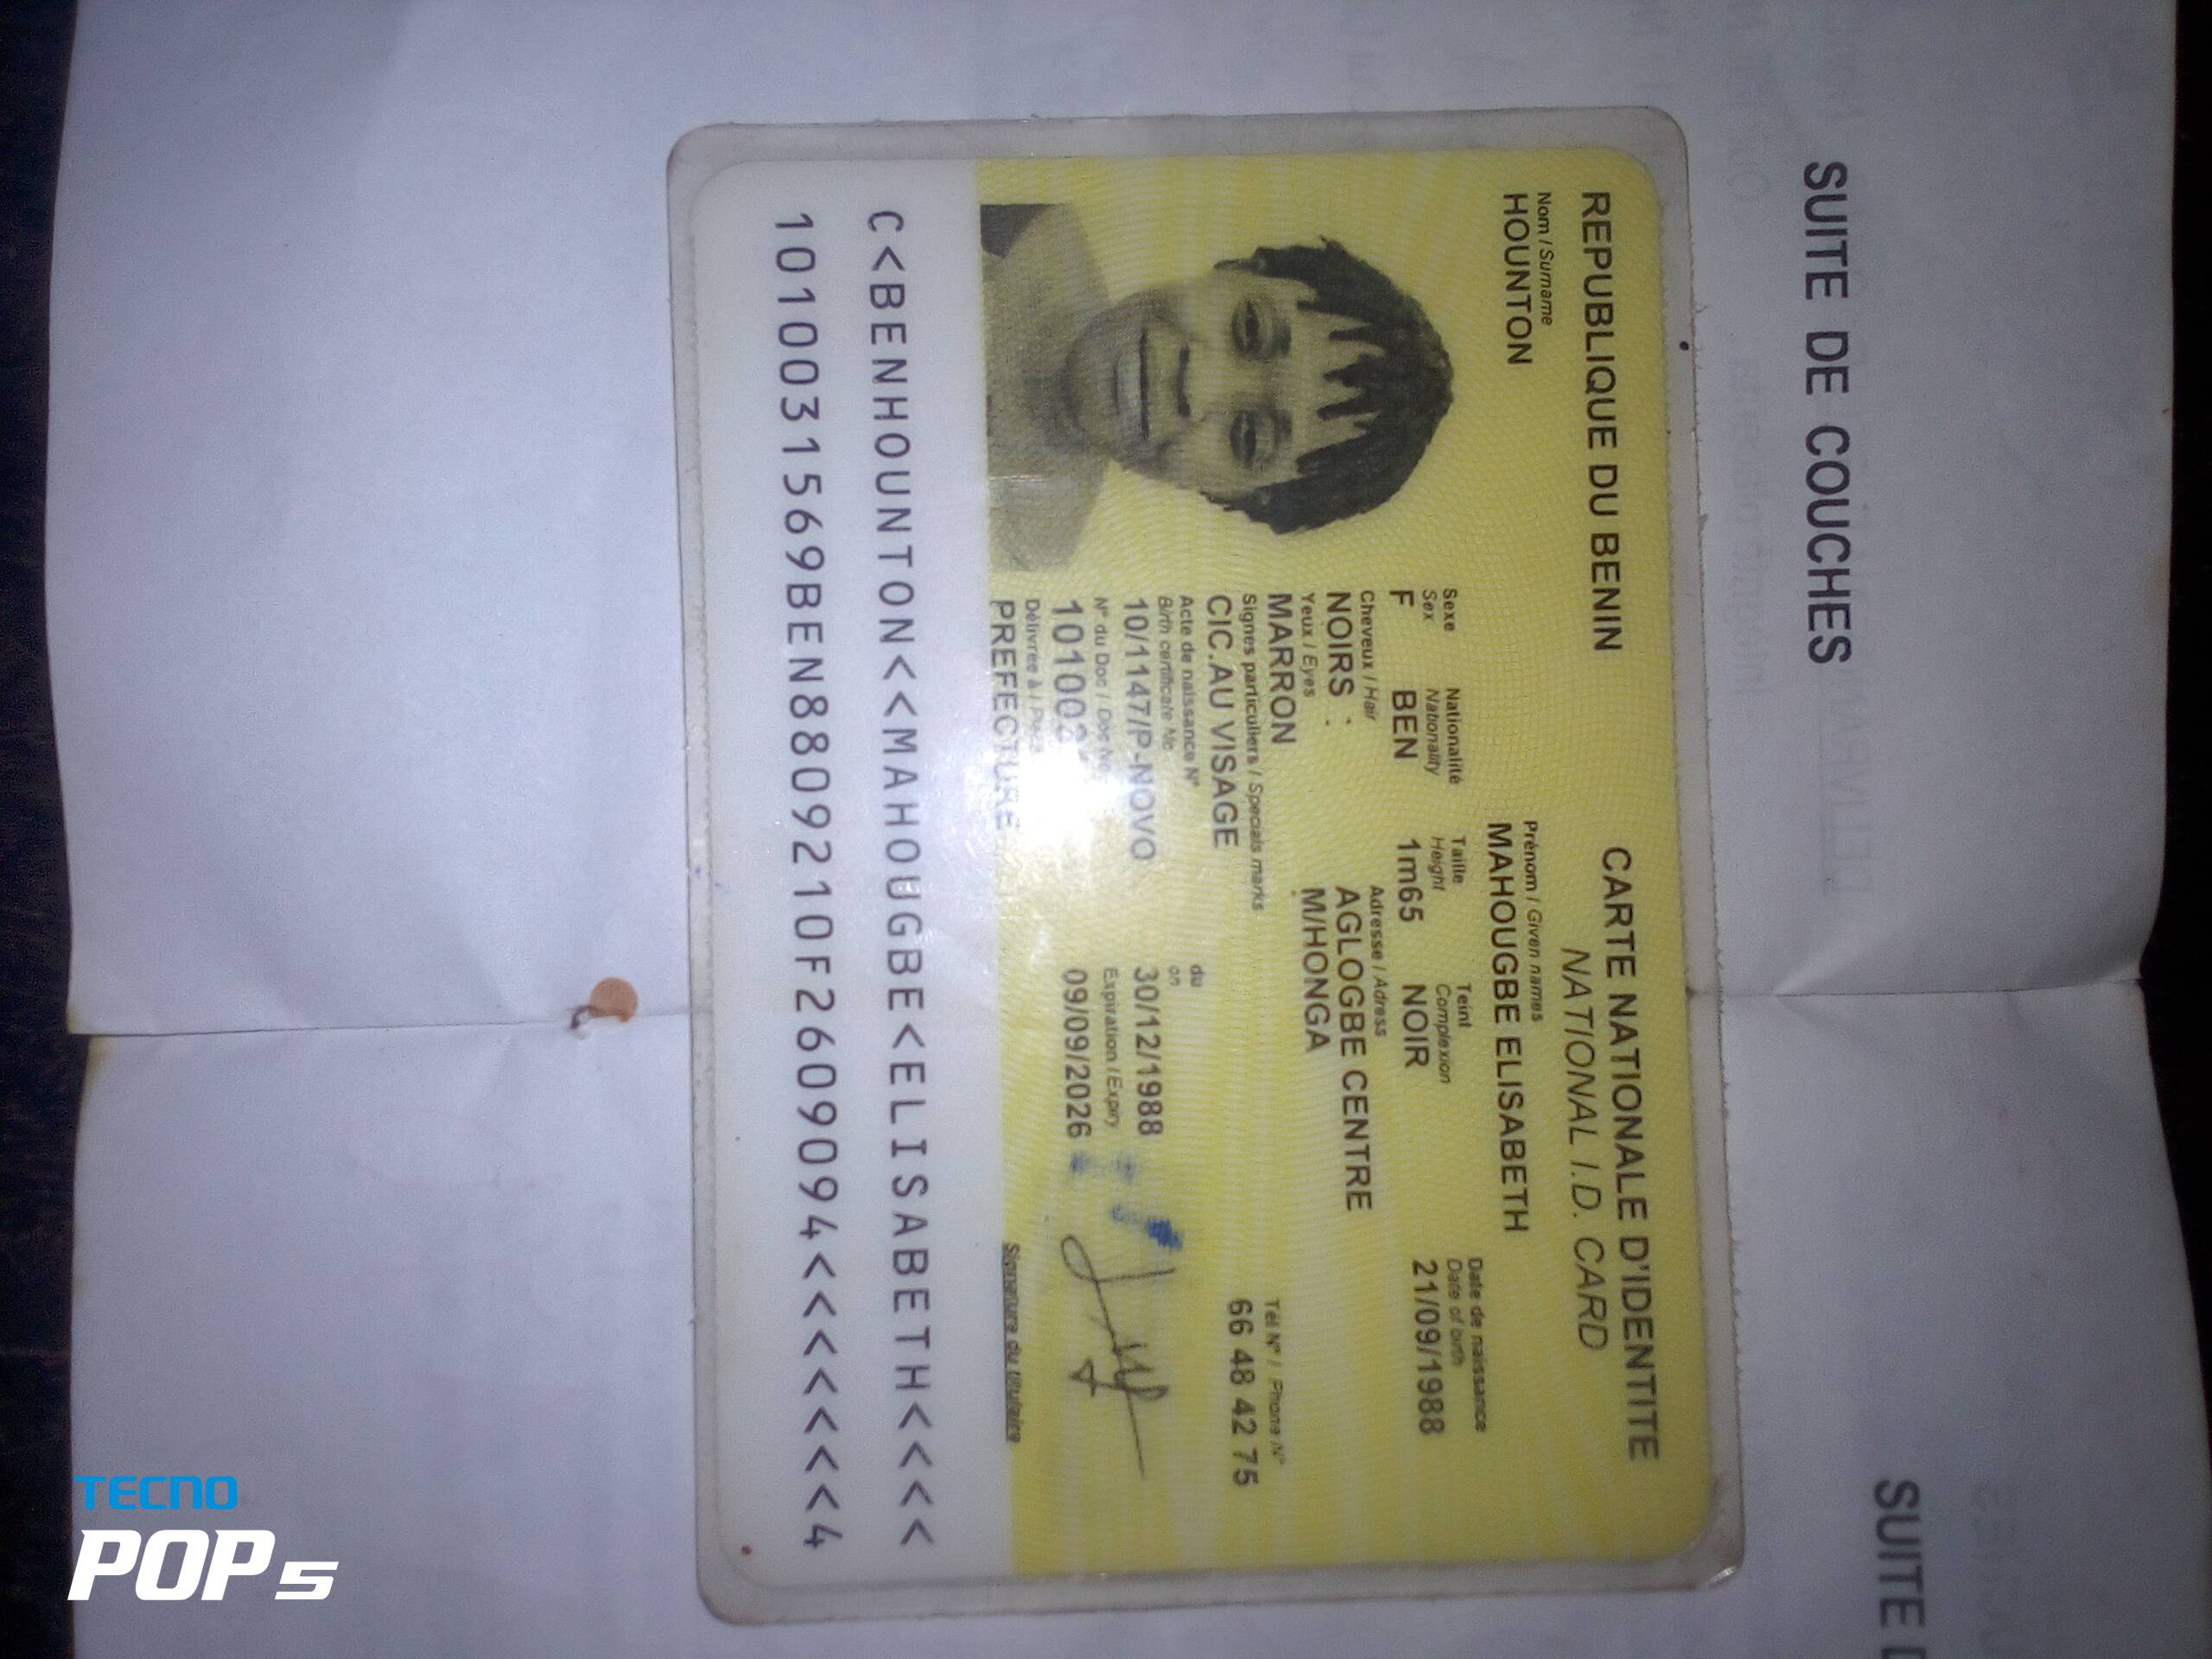 SUITE DE COUCHES
SUITE
REPUBLIQUE DU BENIN
CARTE NATIONALE D'IDENTITE
NATIONAL I.D. CARD
Nom / Surname
HOUNTON
Prénom / Given names
MAHOUGBE ELISABETH
Sexe
Sex
F
Nationalité
Nationality
BEN
Taille
Height
1m65
Teint
Complexion
NOIR
Date de naissance
Date of birth
21/09/1988
Cheveux / Hair
NOIRS
Adresse / Adress
AGLOGBE CENTRE
M/HONGA
Yeux / Eyes
MARRON
Signes particuliers / Specials marks
CIC.AU VISAGE
Tél N° / Phone N°
66 48 42 75
Acte de naissance N°
Birth certificate No
10/1147/P-NOVO
du
on
30/12/1988
N° du Doc / Doc No
Expiration / Expiry
09/09/2026
Délivrée à / Place
PREFECTURE
Signature du titulaire
C<BENHOUNTON<<MAHOUGBE<ELISABETH<<<<
1010031569BEN8809210F2609094<<<<<<<4
TECNO
POP 5